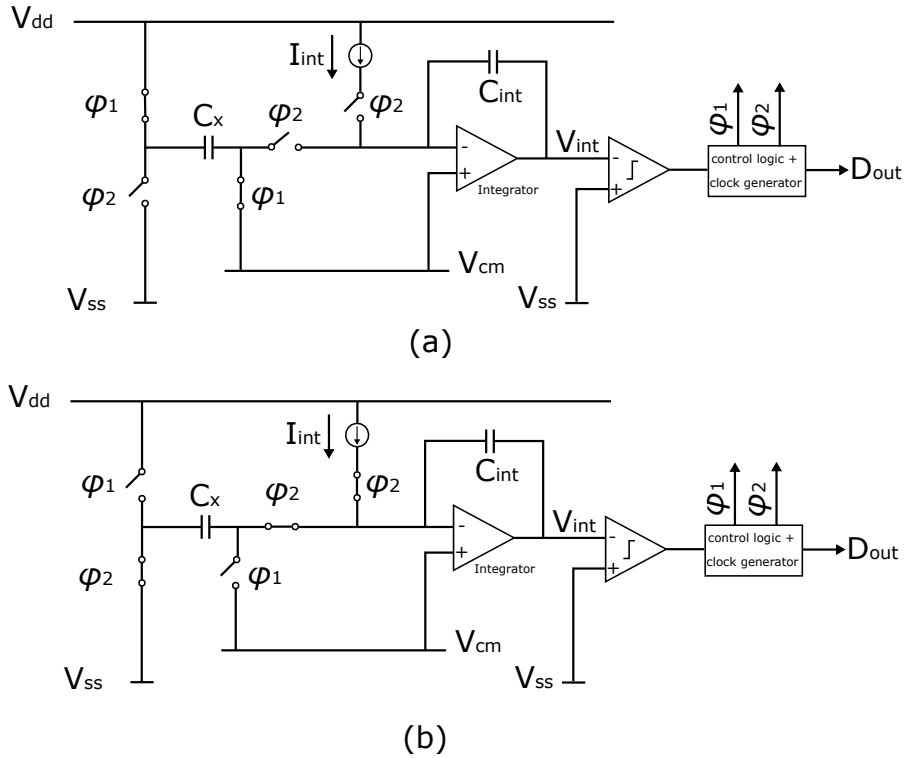 Vdd
Iint
φ1
φ2
Cint
φ1
φ2
Cx
φ2
Vint
-
-
control logic +
Dout
+
Integrator
clock generator
φ2
φ1
+
Vcm
Vss
Vss
(a)
Vdd
Iint
φ1
φ2
Cint
φ1
Cx
φ2
φ2
Vint
-
-
control logic +
Dout
+
Integrator
clock generator
φ2
φ1
+
Vcm
Vss
Vss
(b)